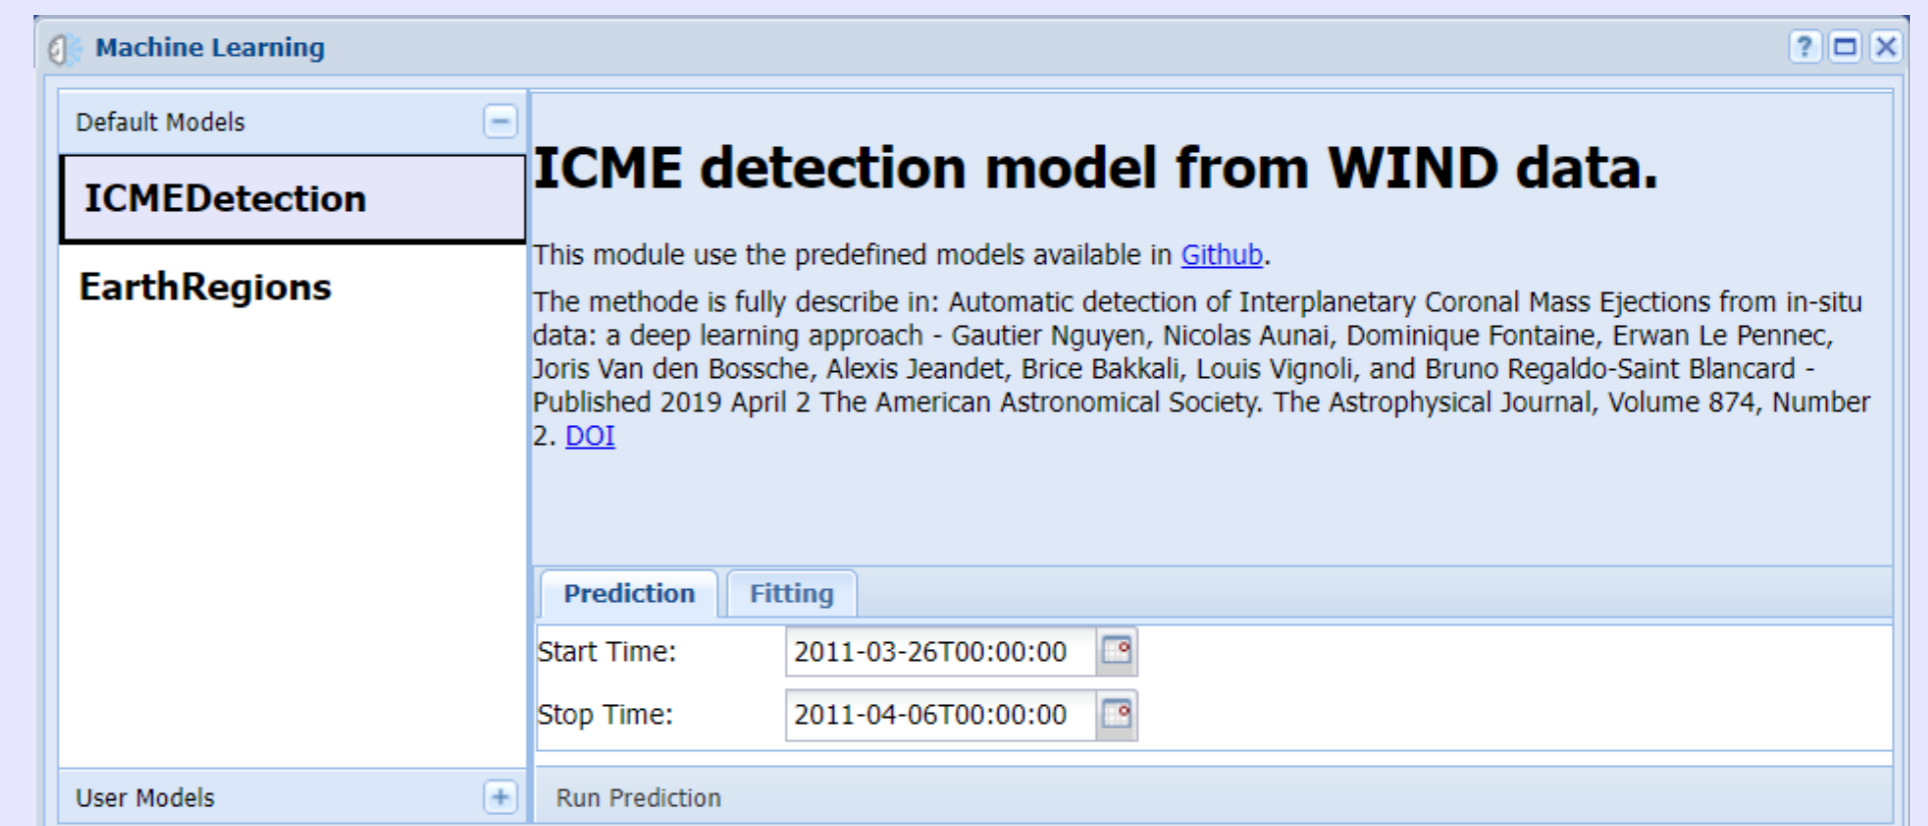 Machine Learning
Default Models
ICMEDetection
EarthRegions
User Models
ICME detection model from WIND data.
This module use the predefined models available in Github.
The methode is fully describe in: Automatic detection of Interplanetary Coronal Mass Ejections from in-situ
data: a deep learning approach - Gautier Nguyen, Nicolas Aunai, Dominique Fontaine, Erwan Le Pennec,
Joris Van den Bossche, Alexis Jeandet, Brice Bakkali, Louis Vignoli, and Bruno Regaldo-Saint Blancard -
Published 2019 April 2 The American Astronomical Society. The Astrophysical Journal, Volume 874, Number
2. DOI
Prediction Fitting
Start Time: 2011-03-26T00:00:00
Stop Time: 2011-04-06T00:00:00
Run Prediction